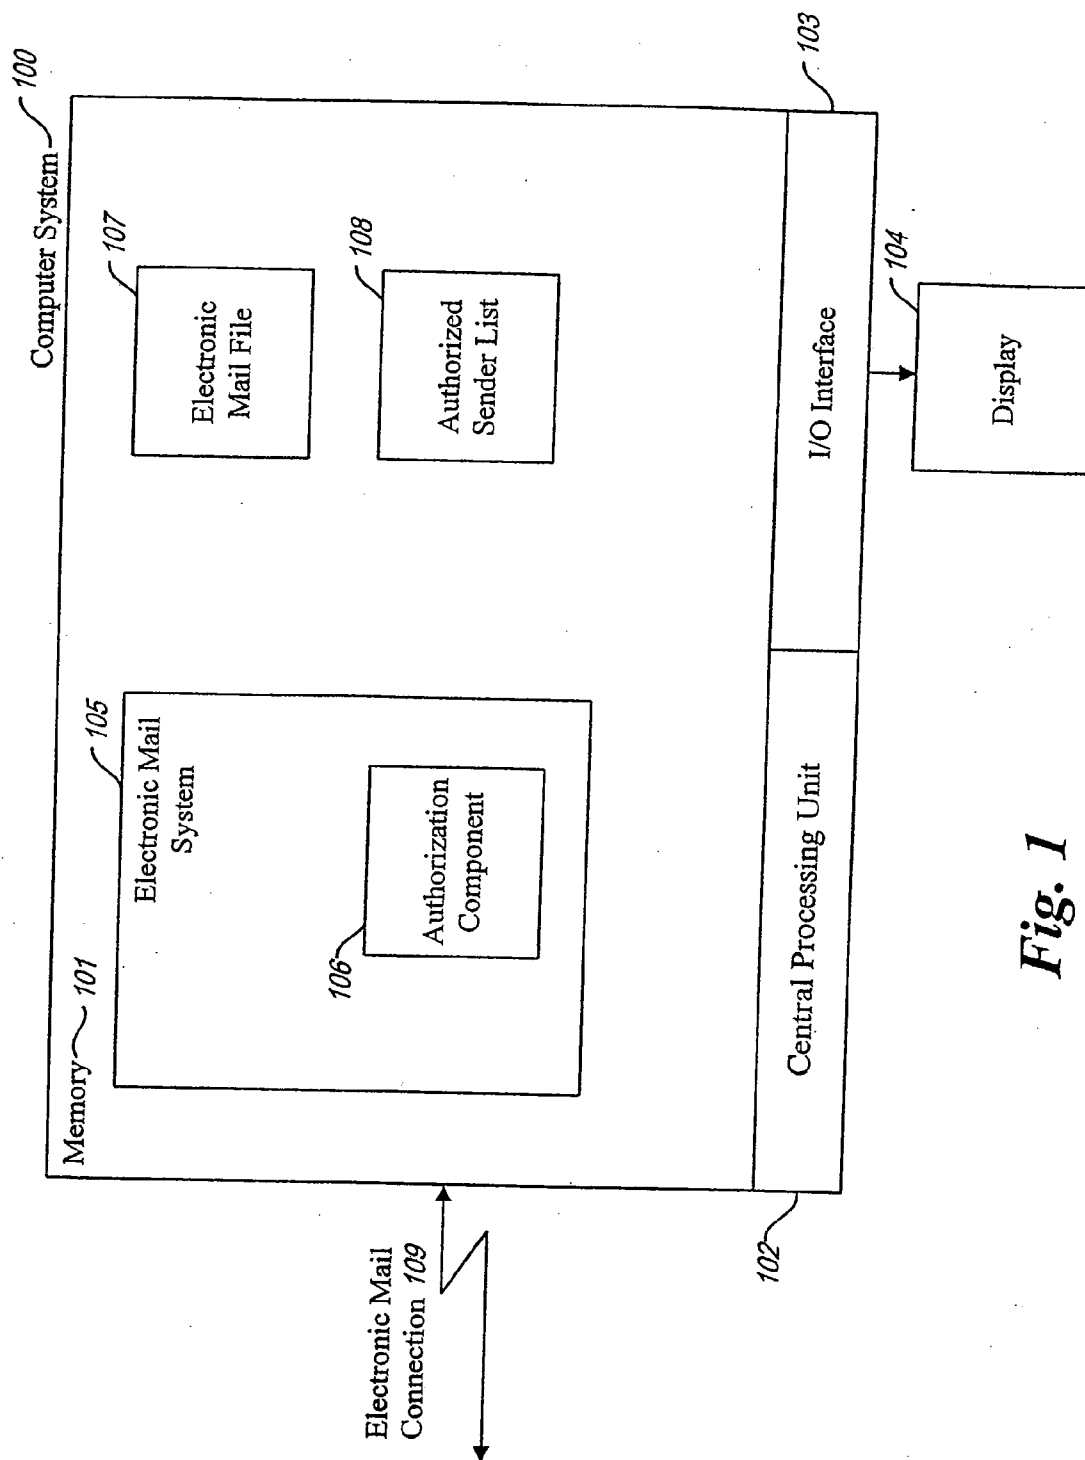 Computer System 100
Memory 101
105
Electronic Mail
System
106
Authorization
Component
107
Electronic
Mail File
108
Authorized
Sender List
Electronic Mail
Connection 109
102
Central Processing Unit
I/O Interface
103
104
Display
Fig. 1